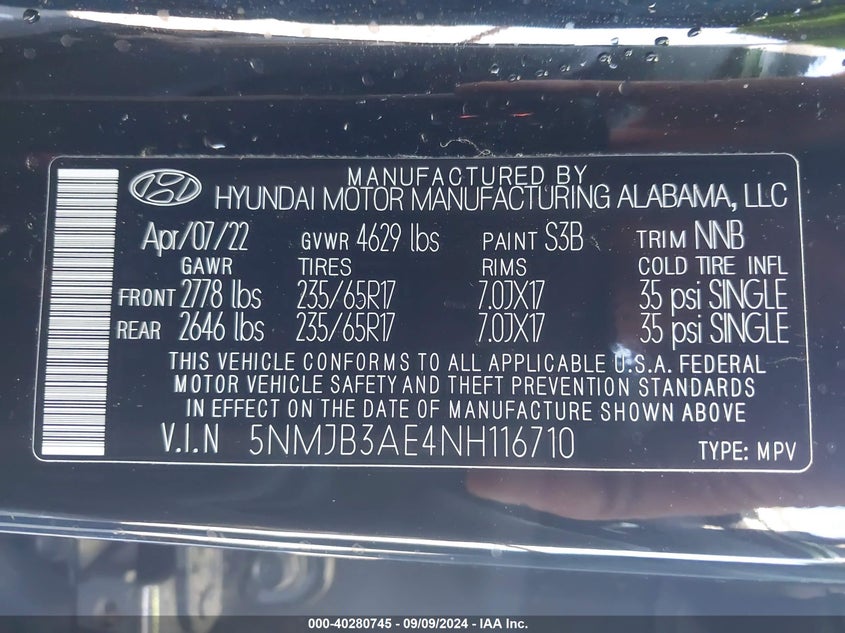 MANUFACTURED BY
HYUNDAI MOTOR MANUFACTURING ALABAMA, LLC
Apr/07/22 GVWR 4629 lbs PAINT S3B TRIM NNB
GAWR TIRES RIMS COLD TIRE INFL
FRONT 2778 lbs 235/65R17 7.0JX17 35 psi SINGLE
REAR 2646 lbs 235/65R17 7.0JX17 35 psi SINGLE
THIS VEHICLE CONFORMS TO ALL APPLICABLE U.S.A. FEDERAL
MOTOR VEHICLE SAFETY AND THEFT PREVENTION STANDARDS
IN EFFECT ON THE DATE OF MANUFACTURE SHOWN ABOVE
V.I.N 5NMJB3AE4NH116710 TYPE: MPV
000-40280745 - 09/09/2024 - IAA Inc.